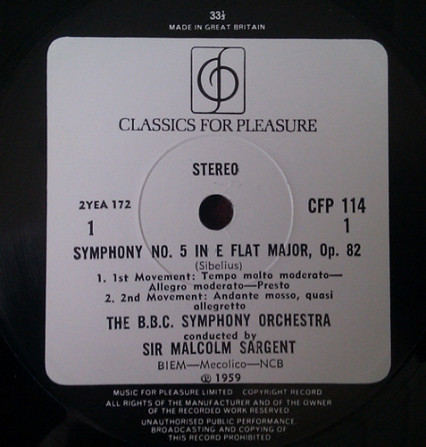 33⅓
MADE IN GREAT BRITAIN
CLASSICS FOR PLEASURE
STEREO
2YEA 172
CFP 114
1
1
SYMPHONY NO. 5 IN E FLAT MAJOR, Op. 82
(Sibelius)
1. 1st Movement: Tempo molto moderato—
Allegro moderato—Presto
2. 2nd Movement: Andante mosso, quasi
allegretto
THE B.B.C. SYMPHONY ORCHESTRA
conducted by
SIR MALCOLM SARGENT
BIEM—Mecolico—NCB
℗ 1959
MUSIC FOR PLEASURE LIMITED COPYRIGHT RECORD
ALL RIGHTS OF THE MANUFACTURER AND OF THE OWNER
OF THE RECORDED WORK RESERVED
UNAUTHORISED PUBLIC PERFORMANCE
BROADCASTING AND COPYING OF
THIS RECORD PROHIBITED